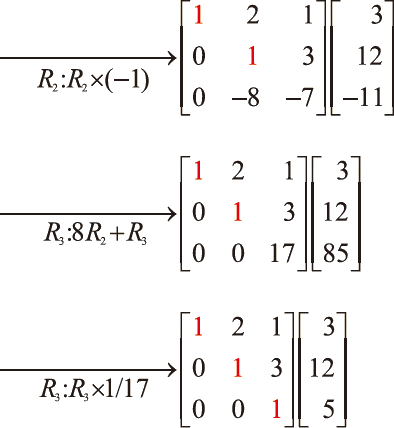 [1 2 1] [3]
[0 1 3] [12]
R₂:R₂×(−1)
[0 −8 −7] [−11]
[1 2 1] [3]
[0 1 3] [12]
R₃:8R₂+R₃
[0 0 17] [85]
[1 2 1] [3]
[0 1 3] [12]
R₃:R₃×1/17
[0 0 1] [5]